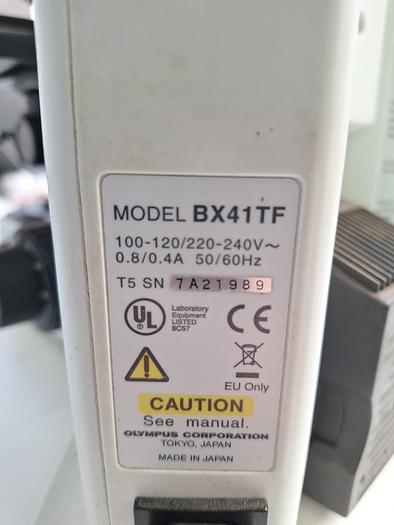 MODEL BX41TF
100-120/220-240V~
0.8/0.4A 50/60Hz
T5 SN 7A21989
UL Laboratory
Equipment
LISTED
8C57
CE
EU Only
CAUTION
See manual.
OLYMPUS CORPORATION
TOKYO, JAPAN
MADE IN JAPAN